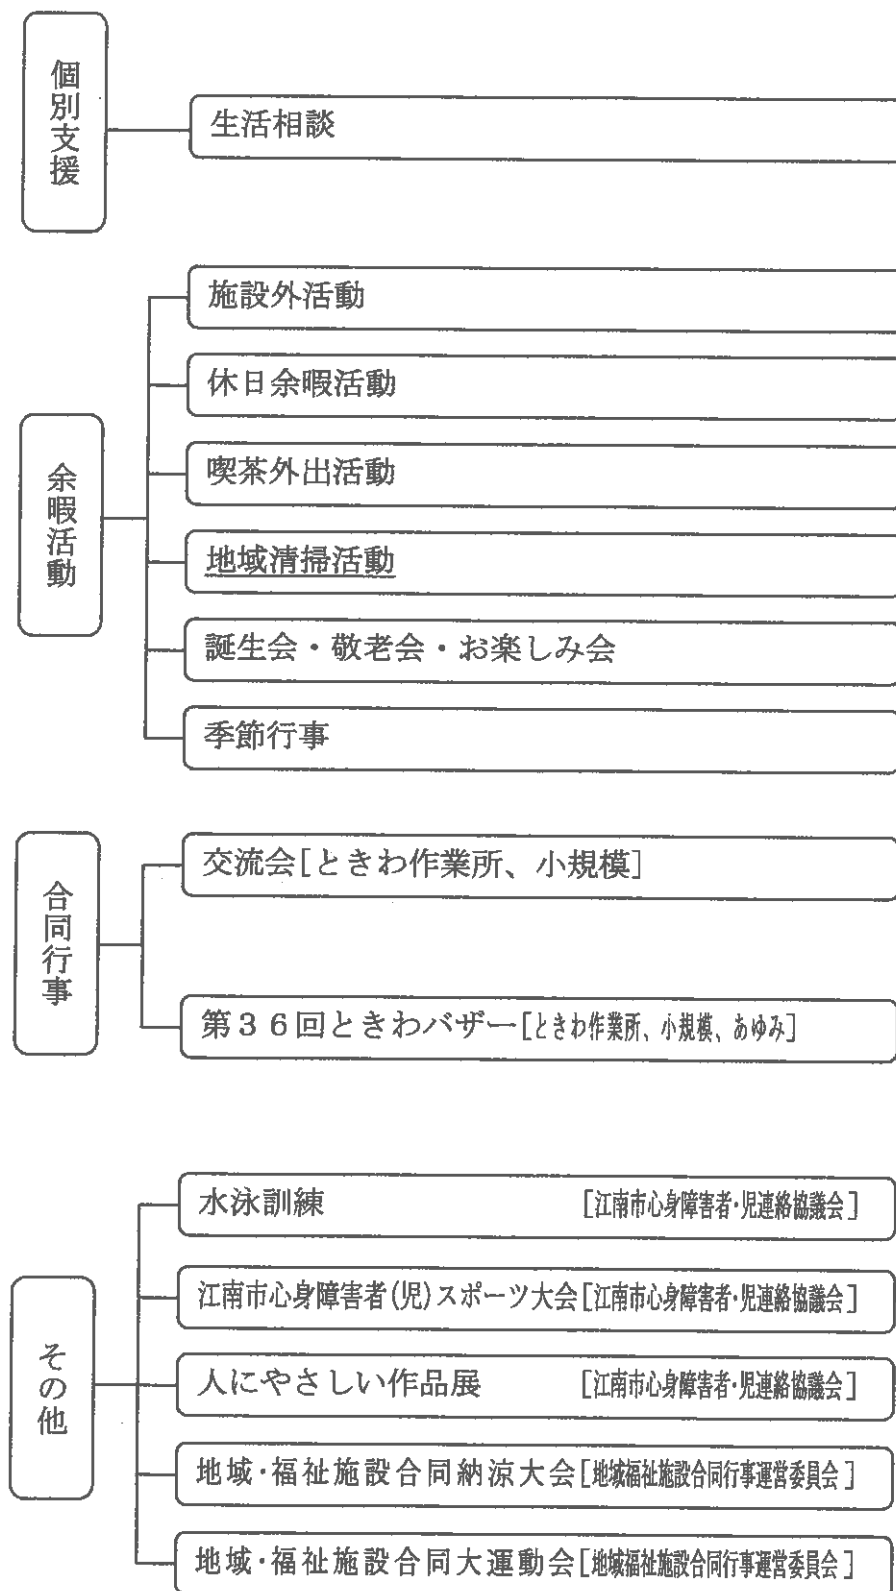 個別支援
生活相談
余暇活動
施設外活動
休日余暇活動
喫茶外出活動
地域清掃活動
誕生会・敬老会・お楽しみ会
季節行事
合同行事
交流会[ときわ作業所、小規模]
第36回ときわバザー[ときわ作業所、小規模、あゆみ]
その他
水泳訓練 [江南市心身障害者・児連絡協議会]
江南市心身障害者(児)スポーツ大会[江南市心身障害者・児連絡協議会]
人にやさしい作品展 [江南市心身障害者・児連絡協議会]
地域・福祉施設合同納涼大会[地域福祉施設合同行事運営委員会]
地域・福祉施設合同大運動会[地域福祉施設合同行事運営委員会]